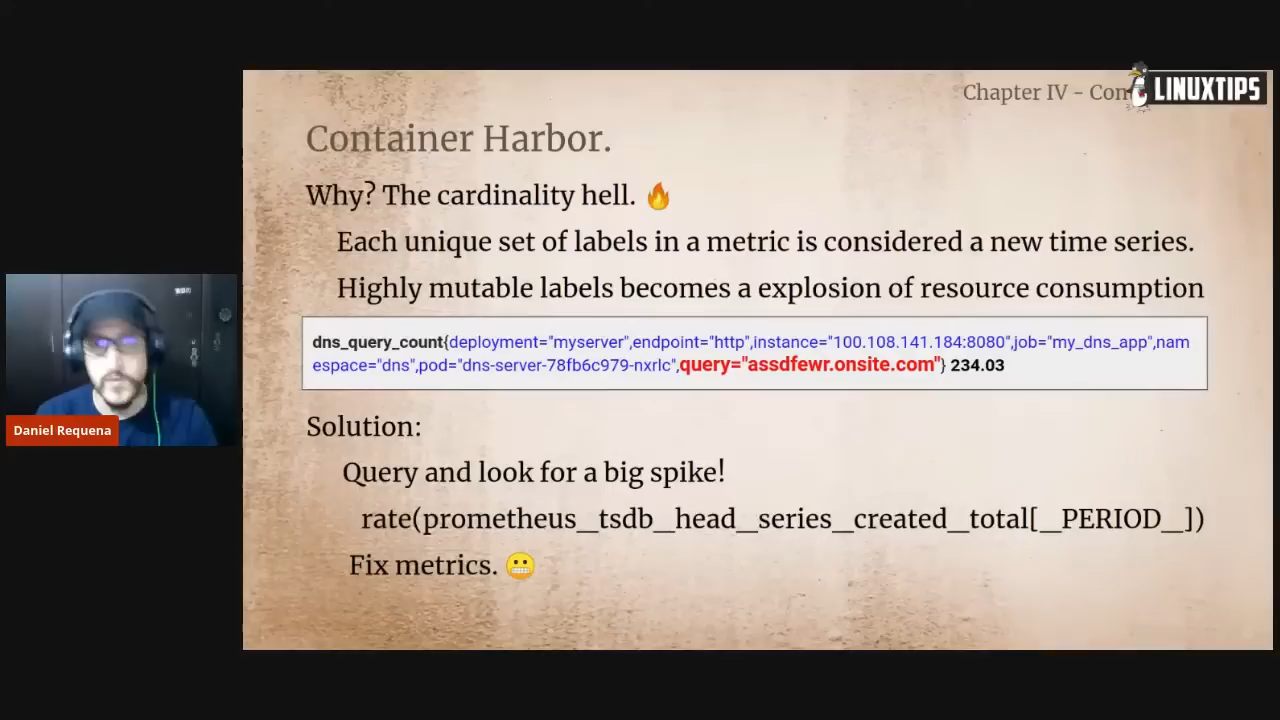 Chapter IV - Con
LINUXTIPS
Container Harbor.
Why? The cardinality hell. 🔥
Each unique set of labels in a metric is considered a new time series.
Highly mutable labels becomes a explosion of resource consumption
dns_query_count{deployment="myserver",endpoint="http",instance="100.108.141.184:8080",job="my_dns_app",nam
espace="dns",pod="dns-server-78fb6c979-nxrlc",query="assdfewr.onsite.com"} 234.03
Solution:
Query and look for a big spike!
rate(prometheus_tsdb_head_series_created_total[_PERIOD_])
Fix metrics. 😬
Daniel Requena